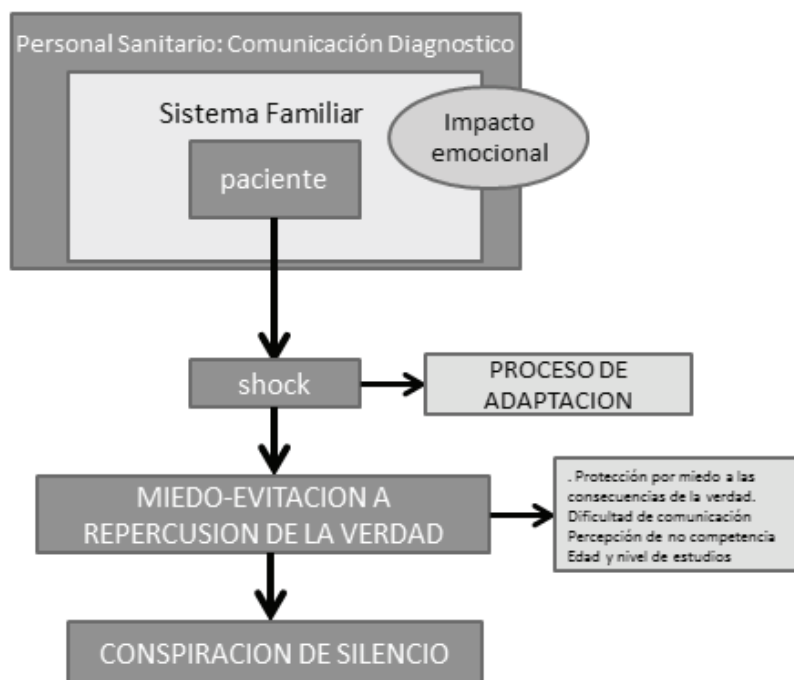 Personal Sanitario: Comunicación Diagnostico
Sistema Familiar
Impacto
emocional
paciente
shock
PROCESO DE
ADAPTACION
MIEDO-EVITACION A
REPERCUSION DE LA VERDAD
. Protección por miedo a las
consecuencias de la verdad.
Dificultad de comunicación
Percepción de no competencia
Edad y nivel de estudios
CONSPIRACION DE SILENCIO